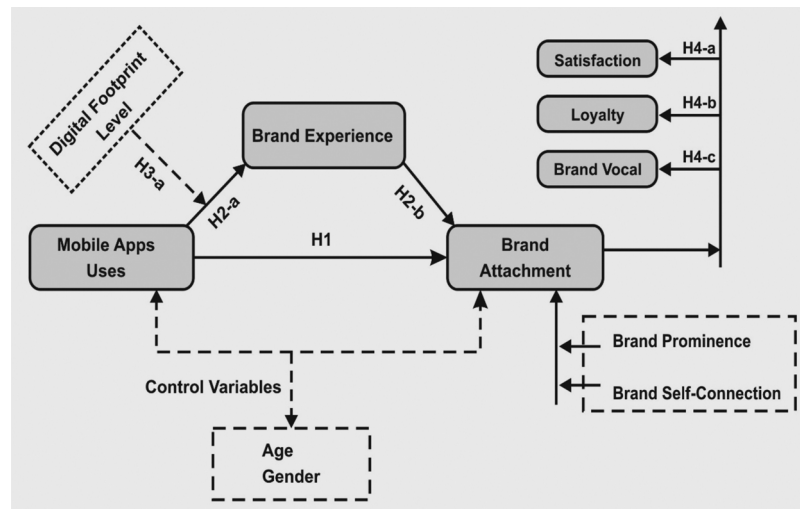 Digital Footprint
Level
H3-a
Brand Experience
H2-a
H2-b
Mobile Apps
Uses
H1
Brand
Attachment
Satisfaction
H4-a
Loyalty
H4-b
Brand Vocal
H4-c
Brand Prominence
Brand Self-Connection
Control Variables
Age
Gender